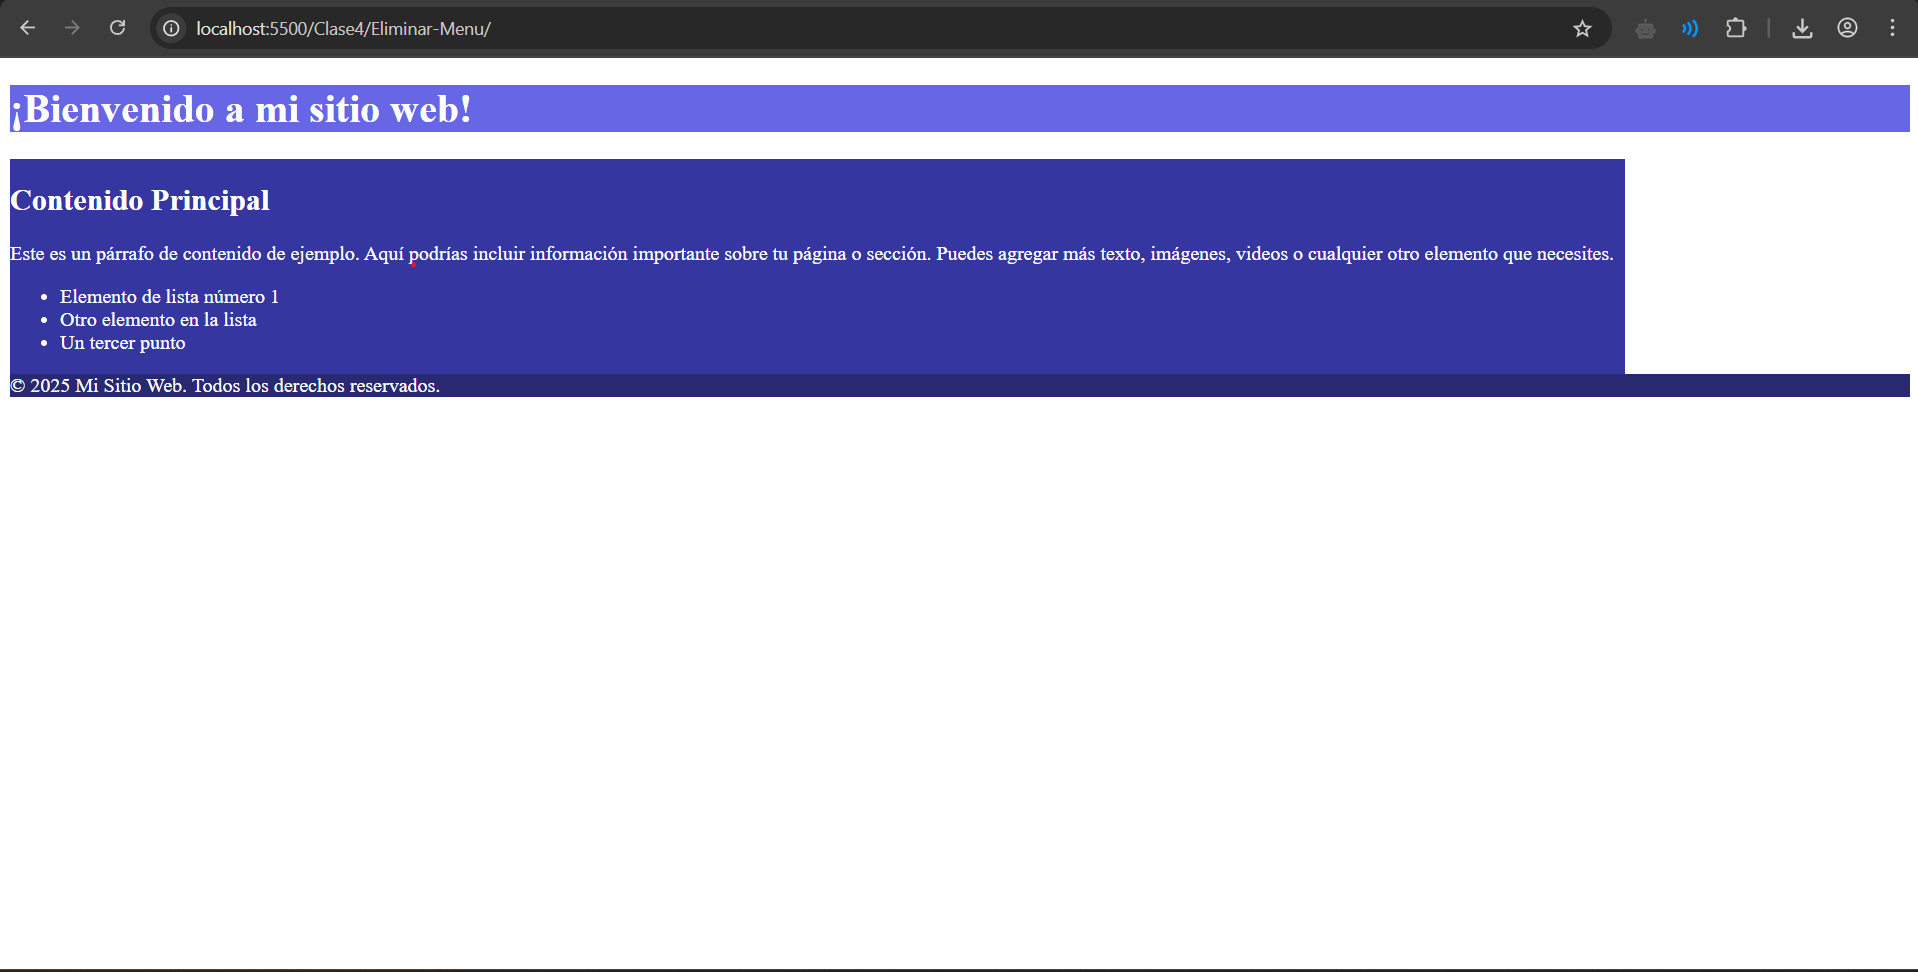 localhost:5500/Clase4/Eliminar-Menu/
¡Bienvenido a mi sitio web!
Contenido Principal
Este es un párrafo de contenido de ejemplo. Aquí podrías incluir información importante sobre tu página o sección. Puedes agregar más texto, imágenes, videos o cualquier otro elemento que necesites.
• Elemento de lista número 1
• Otro elemento en la lista
• Un tercer punto
© 2025 Mi Sitio Web. Todos los derechos reservados.